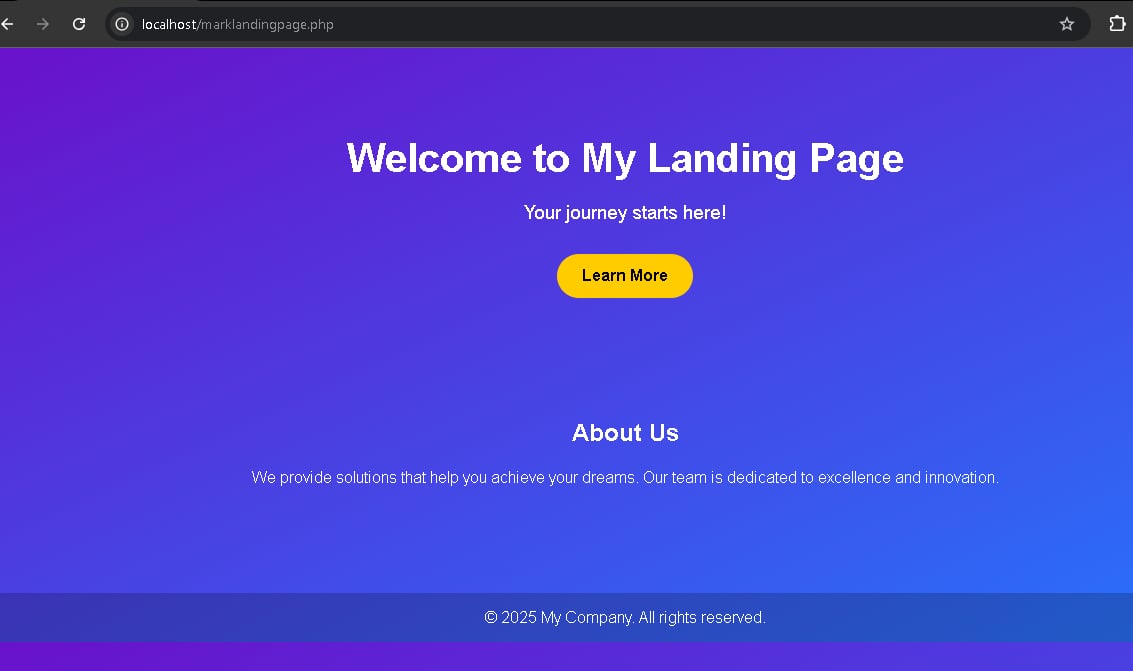 localhost/marklandingpage.php
Welcome to My Landing Page
Your journey starts here!
Learn More
About Us
We provide solutions that help you achieve your dreams. Our team is dedicated to excellence and innovation.
© 2025 My Company. All rights reserved.